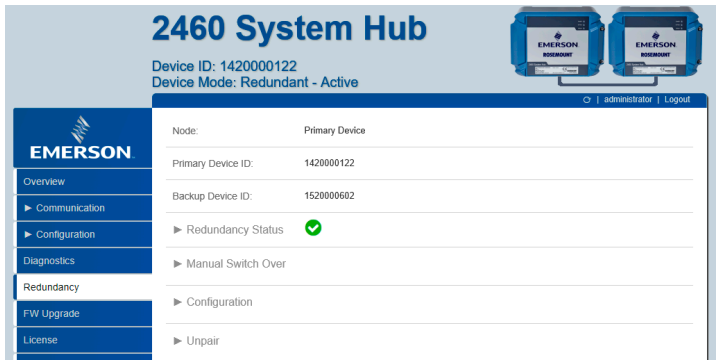 2460 System Hub
Device ID: 1420000122
Device Mode: Redundant - Active
EMERSON
ROSEMOUNT
EMERSON
ROSEMOUNT
| administrator | Logout
EMERSON
Overview
► Communication
► Configuration
Diagnostics
Redundancy
FW Upgrade
License
Node: Primary Device
Primary Device ID: 1420000122
Backup Device ID: 1520000602
► Redundancy Status
► Manual Switch Over
► Configuration
► Unpair